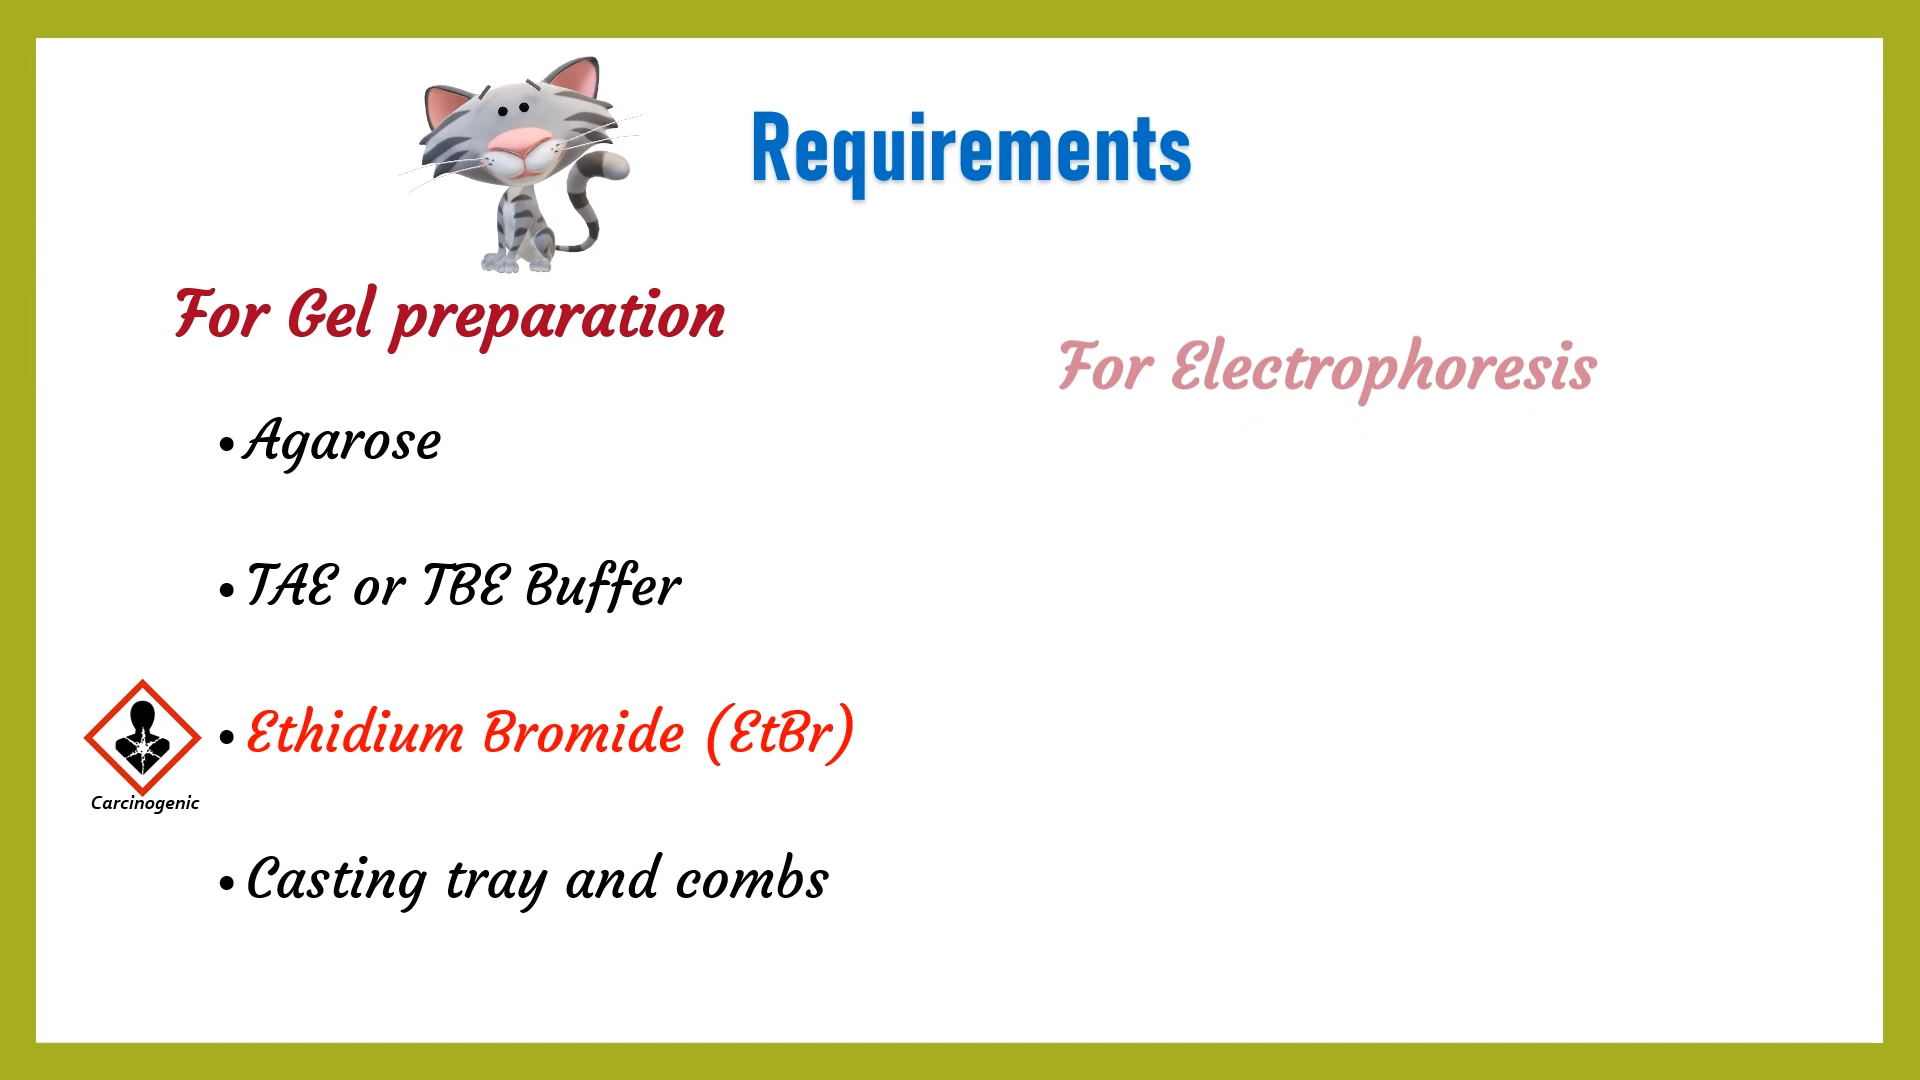 Requirements
For Gel preparation
• Agarose
• TAE or TBE Buffer
• Ethidium Bromide (EtBr)
Carcinogenic
• Casting tray and combs
For Electrophoresis